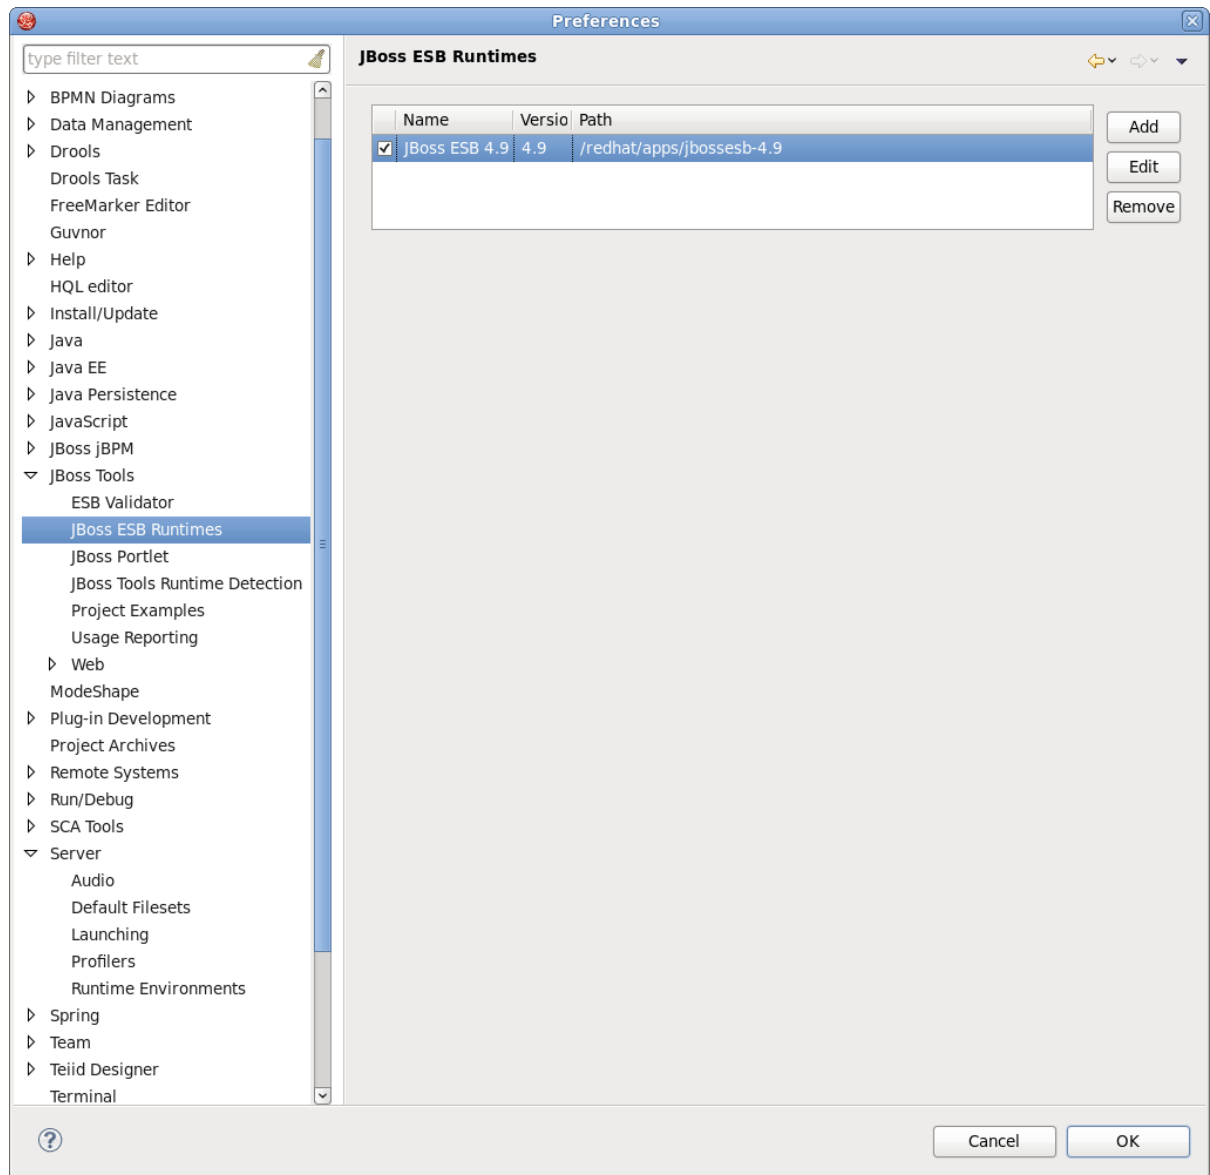 Preferences
type filter text
BPMN Diagrams
Data Management
Drools
Drools Task
FreeMarker Editor
Guvnor
Help
HQL editor
Install/Update
Java
Java EE
Java Persistence
JavaScript
JBoss jBPM
JBoss Tools
ESB Validator
JBoss ESB Runtimes
JBoss Portlet
JBoss Tools Runtime Detection
Project Examples
Usage Reporting
Web
ModeShape
Plug-in Development
Project Archives
Remote Systems
Run/Debug
SCA Tools
Server
Audio
Default Filesets
Launching
Profilers
Runtime Environments
Spring
Team
Teiid Designer
Terminal
JBoss ESB Runtimes
Name Versio Path
JBoss ESB 4.9 4.9 /redhat/apps/jbossesb-4.9
Add
Edit
Remove
?
Cancel OK